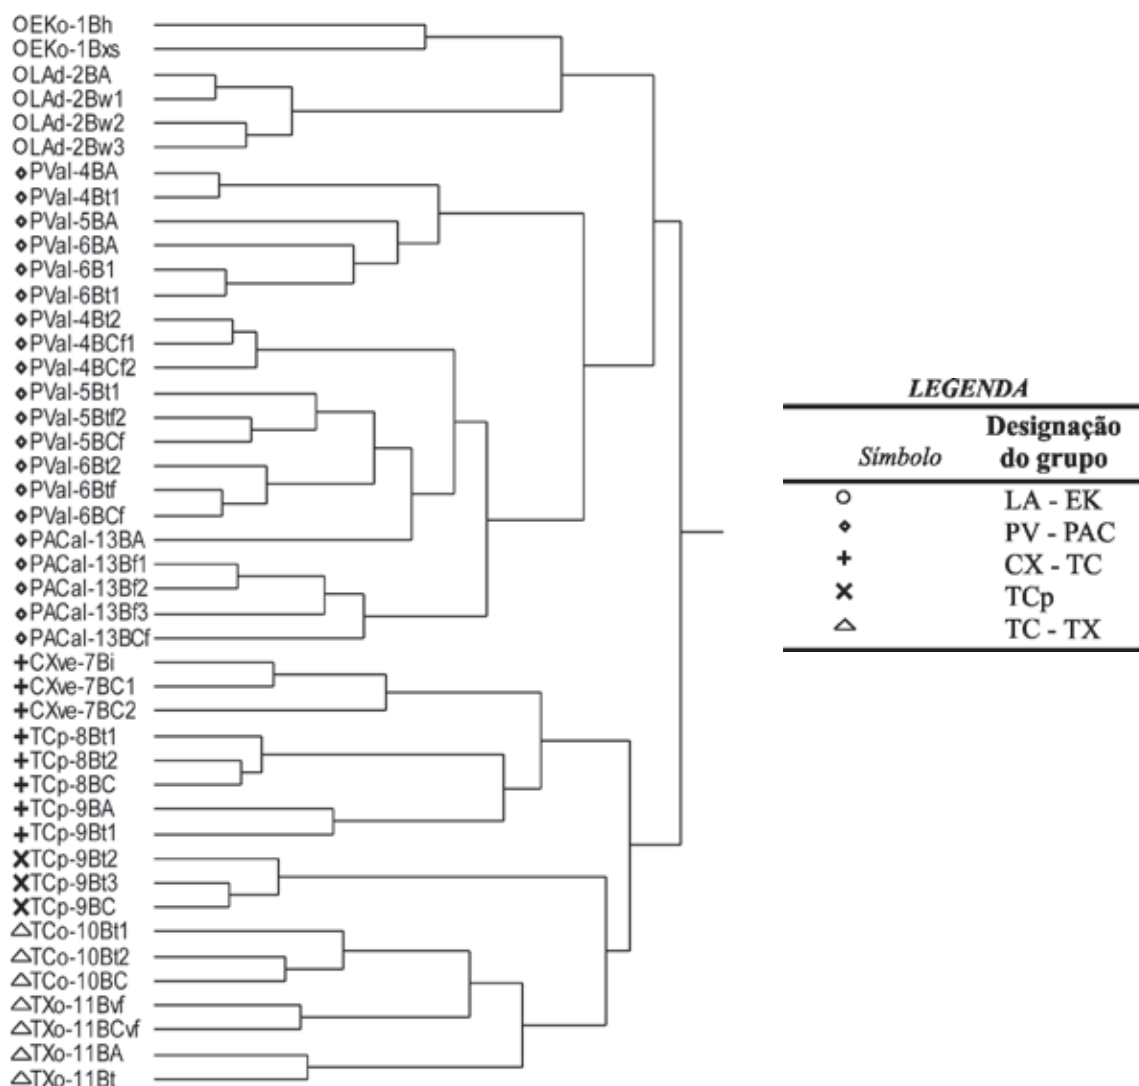 OEKo-1Bh
OEKo-1Bxs
OLAd-2BA
OLAd-2Bw1
OLAd-2Bw2
OLAd-2Bw3
PVal-4BA
PVal-4Bt1
PVal-5BA
PVal-6BA
PVal-6B1
PVal-6Bt1
PVal-4Bt2
PVal-4BCf1
PVal-4BCf2
PVal-5Bt1
PVal-5Btf2
PVal-5BCf
PVal-6Bt2
PVal-6Btf
PVal-6BCf
PACal-13BA
PACal-13Bf1
PACal-13Bf2
PACal-13Bf3
PACal-13BCf
CXve-7Bi
CXve-7BC1
CXve-7BC2
TCp-8Bt1
TCp-8Bt2
TCp-8BC
TCp-9BA
TCp-9Bt1
TCp-9Bt2
TCp-9Bt3
TCp-9BC
TCo-10Bt1
TCo-10Bt2
TCo-10BC
TXo-11Bvf
TXo-11BCvf
TXo-11BA
TXo-11Bt
LEGENDA
Símbolo Designação do grupo
LA - EK
PV - PAC
CX - TC
TCp
TC - TX